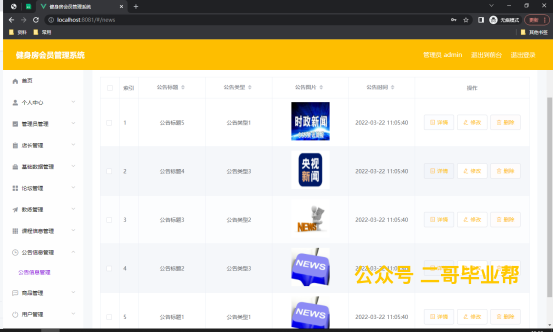 健身房会员管理系统
localhost:8081/#/news
无痕模式
更新
资料 常用
其他书签
健身房会员管理系统
管理员 admin 退出到前台 退出登录
首页
个人中心
管理员管理
店长管理
基础数据管理
论坛管理
教练管理
课程信息管理
公告信息管理
公告信息管理
商品管理
用户管理
索引 公告标题 公告类型 公告图片 公告时间 操作
1 公告标题5 公告类型1 时政新闻 2022-03-22 11:05:40 详情 修改 删除
2 公告标题4 公告类型3 央视新闻 2022-03-22 11:05:40 详情 修改 删除
3 公告标题3 公告类型2 NEWS 2022-03-22 11:05:40 详情 修改 删除
4 公告标题2 公告类型3 NEWS 2022-03-22 11:05:40 详情 修改 删除
公众号 二哥毕业帮
5 公告标题1 公告类型1 NEWS 2022-03-22 11:05:40 详情 修改 删除